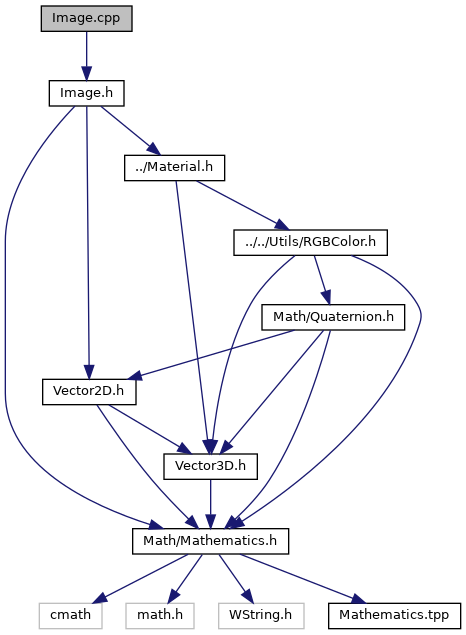 Image.cpp
Image.h
../Material.h
../../Utils/RGBColor.h
Math/Quaternion.h
Vector2D.h
Vector3D.h
Math/Mathematics.h
cmath
math.h
WString.h
Mathematics.tpp